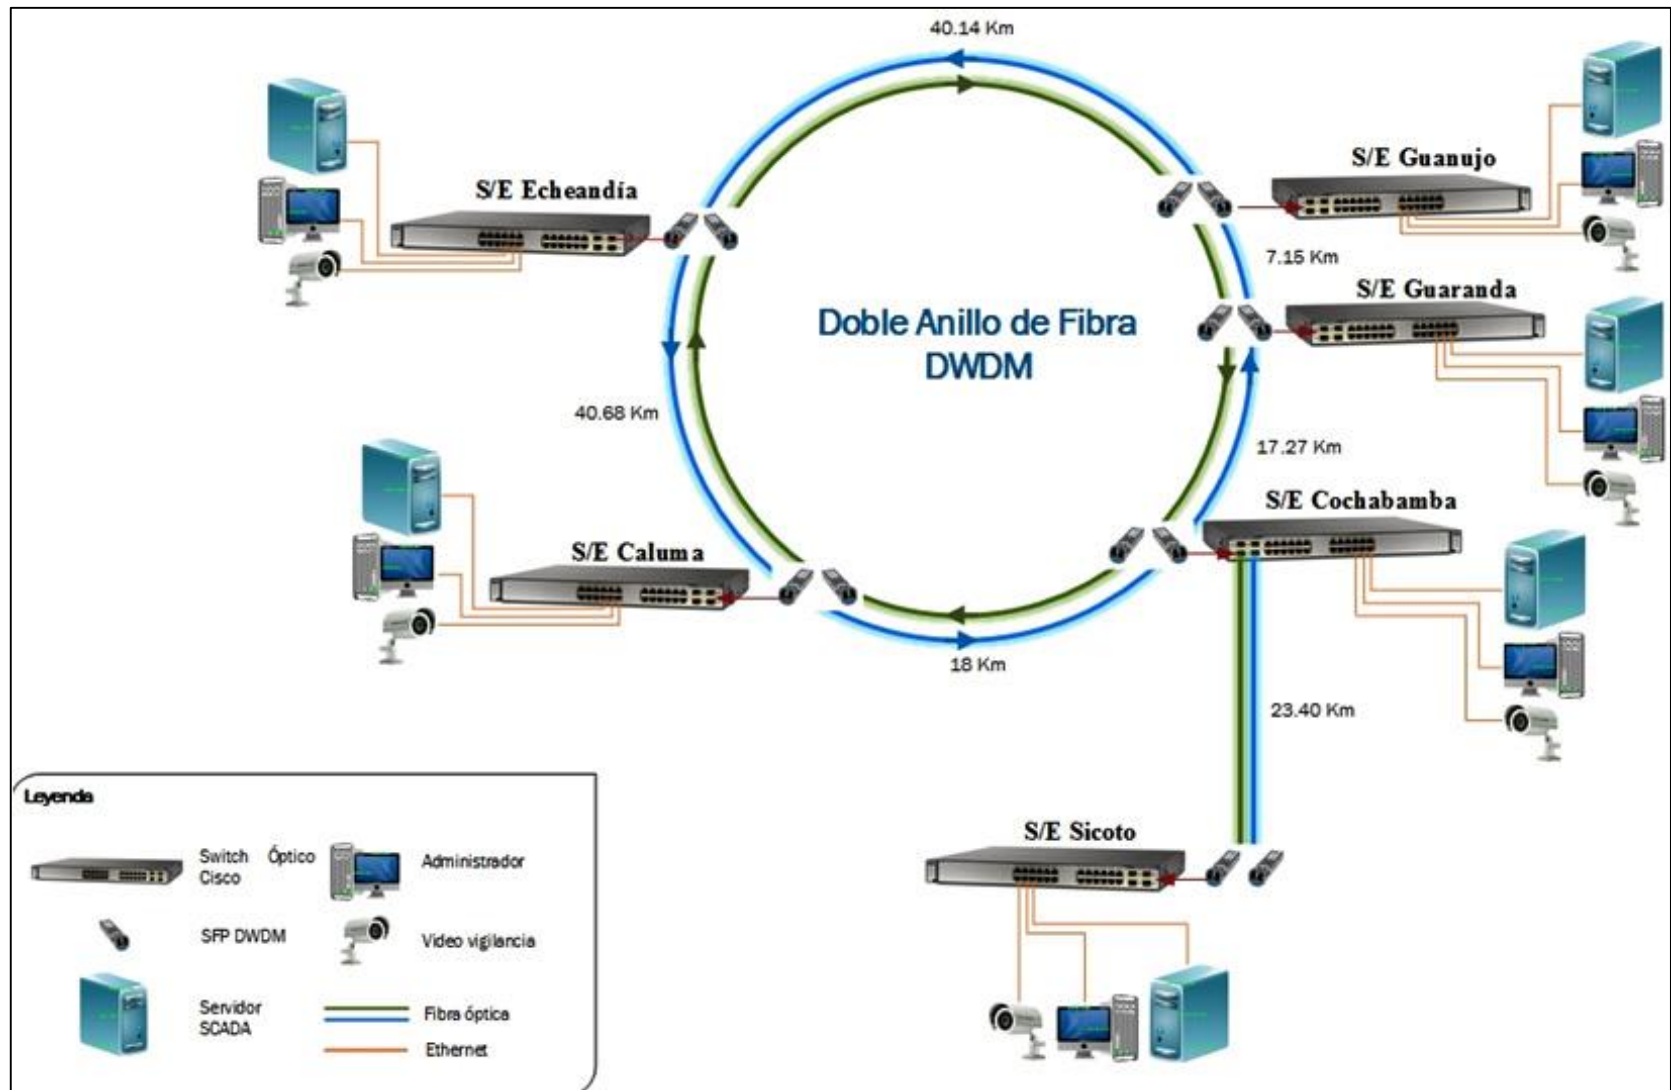 40.14 Km
S/E Guanujo
S/E Echeandía
7.15 Km
S/E Guaranda
Doble Anillo de Fibra
DWDM
40.68 Km
17.27 Km
S/E Cochabamba
S/E Caluma
18 Km
23.40 Km
S/E Sicoto
Leyenda
Switch Óptico
Cisco
Administrador
SFP DWDM
Video vigilancia
Servidor
SCADA
Fibra óptica
Ethernet